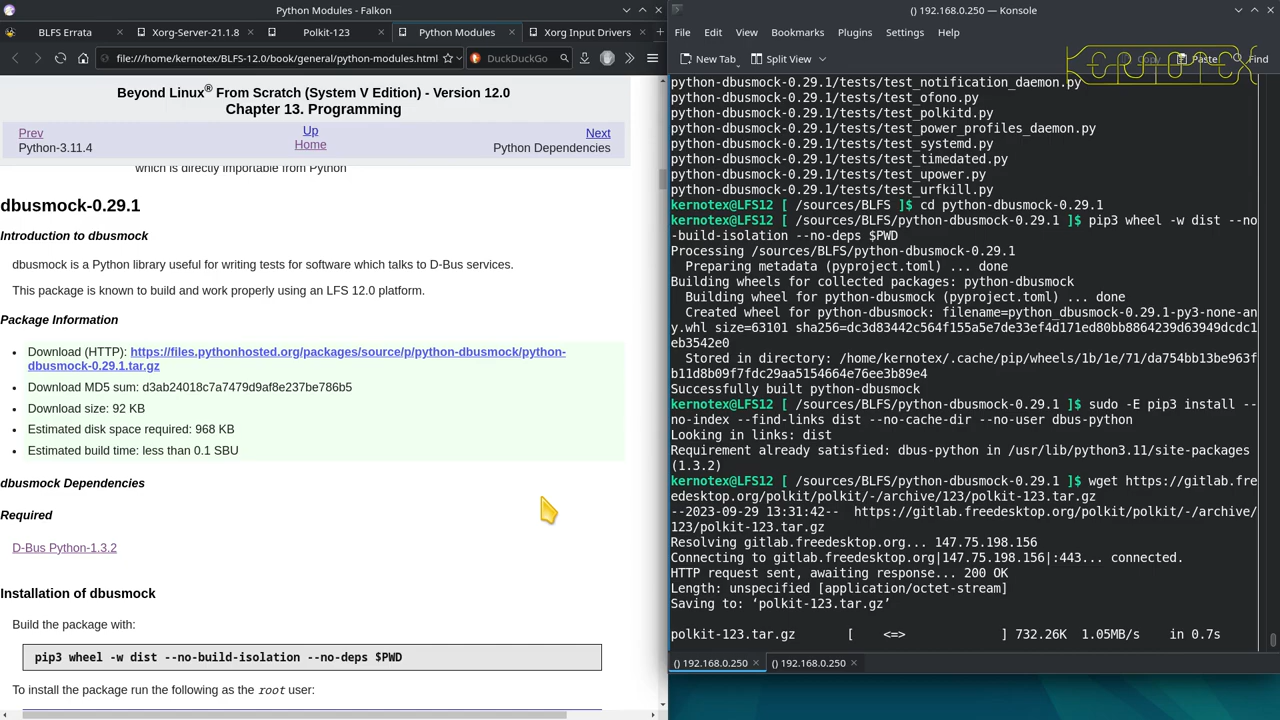 Python Modules - Falkon
BLFS Errata
Xorg-Server-21.1.8
Polkit-123
Python Modules
Xorg Input Drivers
file:///home/kernotex/BLFS-12.0/book/general/python-modules.html
DuckDuckGo
Beyond Linux® From Scratch (System V Edition) - Version 12.0
Chapter 13. Programming
Prev
Up
Next
Python-3.11.4
Home
Python Dependencies
which is directly importable from Python
dbusmock-0.29.1
Introduction to dbusmock
dbusmock is a Python library useful for writing tests for software which talks to D-Bus services.
This package is known to build and work properly using an LFS 12.0 platform.
Package Information
• Download (HTTP): https://files.pythonhosted.org/packages/source/p/python-dbusmock/python-
dbusmock-0.29.1.tar.gz
• Download MD5 sum: d3ab24018c7a7479d9af8e237be786b5
• Download size: 92 KB
• Estimated disk space required: 968 KB
• Estimated build time: less than 0.1 SBU
dbusmock Dependencies
Required
D-Bus Python-1.3.2
Installation of dbusmock
Build the package with:
pip3 wheel -w dist --no-build-isolation --no-deps $PWD
To install the package run the following as the root user:
() 192.168.0.250 — Konsole
File Edit View Bookmarks Plugins Settings Help
New Tab
Split View
Copy
Paste
Find
KERNOTEX
python-dbusmock-0.29.1/tests/test_notification_daemon.py
python-dbusmock-0.29.1/tests/test_ofono.py
python-dbusmock-0.29.1/tests/test_polkitd.py
python-dbusmock-0.29.1/tests/test_power_profiles_daemon.py
python-dbusmock-0.29.1/tests/test_systemd.py
python-dbusmock-0.29.1/tests/test_timedated.py
python-dbusmock-0.29.1/tests/test_upower.py
python-dbusmock-0.29.1/tests/test_urfkill.py
kernotex@LFS12 [ /sources/BLFS ]$ cd python-dbusmock-0.29.1
kernotex@LFS12 [ /sources/BLFS/python-dbusmock-0.29.1 ]$ pip3 wheel -w dist --no
-build-isolation --no-deps $PWD
Processing /sources/BLFS/python-dbusmock-0.29.1
Preparing metadata (pyproject.toml) ... done
Building wheels for collected packages: python-dbusmock
Building wheel for python-dbusmock (pyproject.toml) ... done
Created wheel for python-dbusmock: filename=python_dbusmock-0.29.1-py3-none-an
y.whl size=63101 sha256=dc3d83442c564f155a5e7de33ef4d171ed80bb8864239d63949dcdc1
eb3542e0
Stored in directory: /home/kernotex/.cache/pip/wheels/1b/1e/71/da754bb13be963f
b11d8b09f7fdc29aa5154664e76ee3b89e4
Successfully built python-dbusmock
kernotex@LFS12 [ /sources/BLFS/python-dbusmock-0.29.1 ]$ sudo -E pip3 install --
no-index --find-links dist --no-cache-dir --no-user dbus-python
Looking in links: dist
Requirement already satisfied: dbus-python in /usr/lib/python3.11/site-packages
(1.3.2)
kernotex@LFS12 [ /sources/BLFS/python-dbusmock-0.29.1 ]$ wget https://gitlab.fre
edesktop.org/polkit/polkit/-/archive/123/polkit-123.tar.gz
--2023-09-29 13:31:42--  https://gitlab.freedesktop.org/polkit/polkit/-/archive/
123/polkit-123.tar.gz
Resolving gitlab.freedesktop.org... 147.75.198.156
Connecting to gitlab.freedesktop.org|147.75.198.156|:443... connected.
HTTP request sent, awaiting response... 200 OK
Length: unspecified [application/octet-stream]
Saving to: ‘polkit-123.tar.gz’
polkit-123.tar.gz [ <=> ] 732.26K 1.05MB/s in 0.7s
() 192.168.0.250
() 192.168.0.250